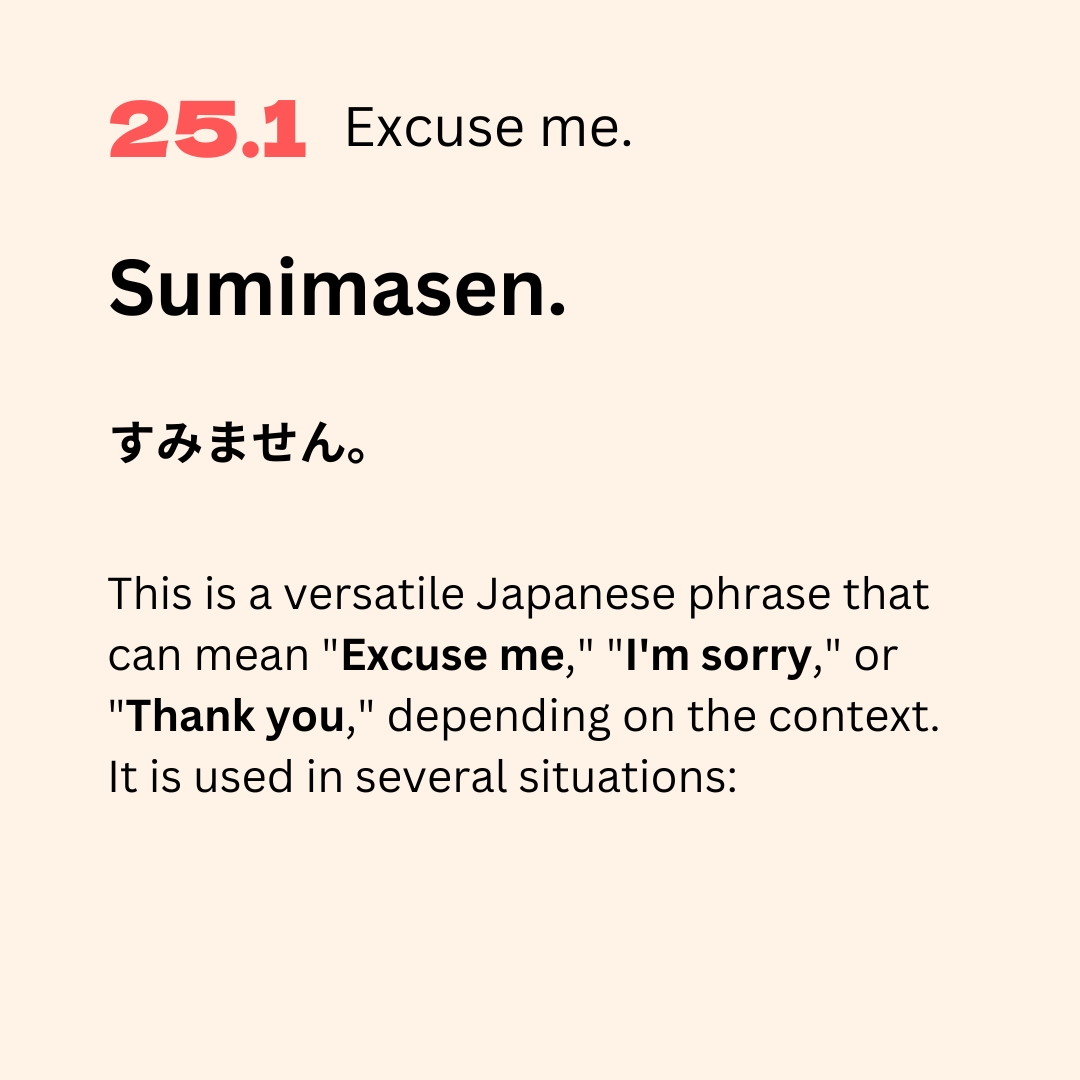 25.1 Excuse me.
Sumimasen.
すみません。
This is a versatile Japanese phrase that
can mean "Excuse me," "I'm sorry," or
"Thank you," depending on the context.
It is used in several situations: